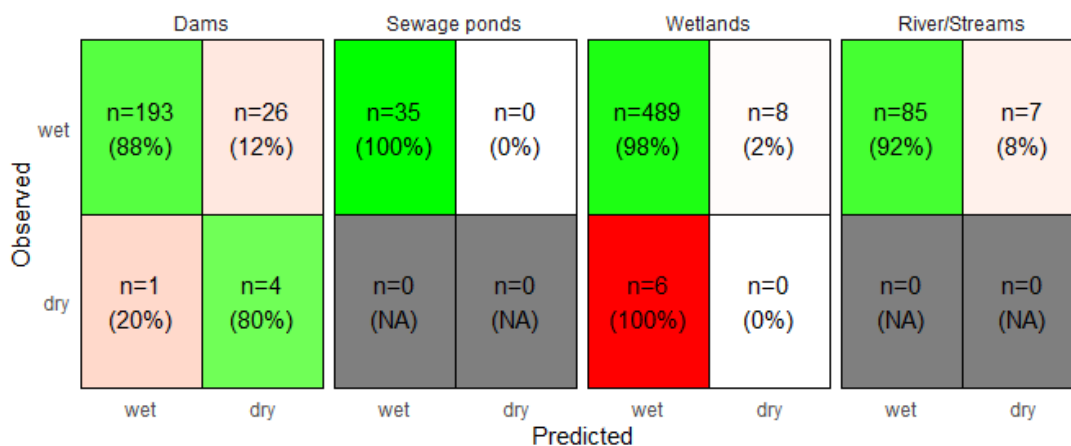 Dams Sewage ponds Wetlands River/Streams
n=193 n=26 n=35 n=0 n=489 n=8 n=85 n=7
wet
(88%) (12%) (100%) (0%) (98%) (2%) (92%) (8%)
Observed
n=1 n=4 n=0 n=0 n=6 n=0 n=0 n=0
dry
(20%) (80%) (NA) (NA) (100%) (0%) (NA) (NA)
wet dry wet dry wet dry wet dry
Predicted